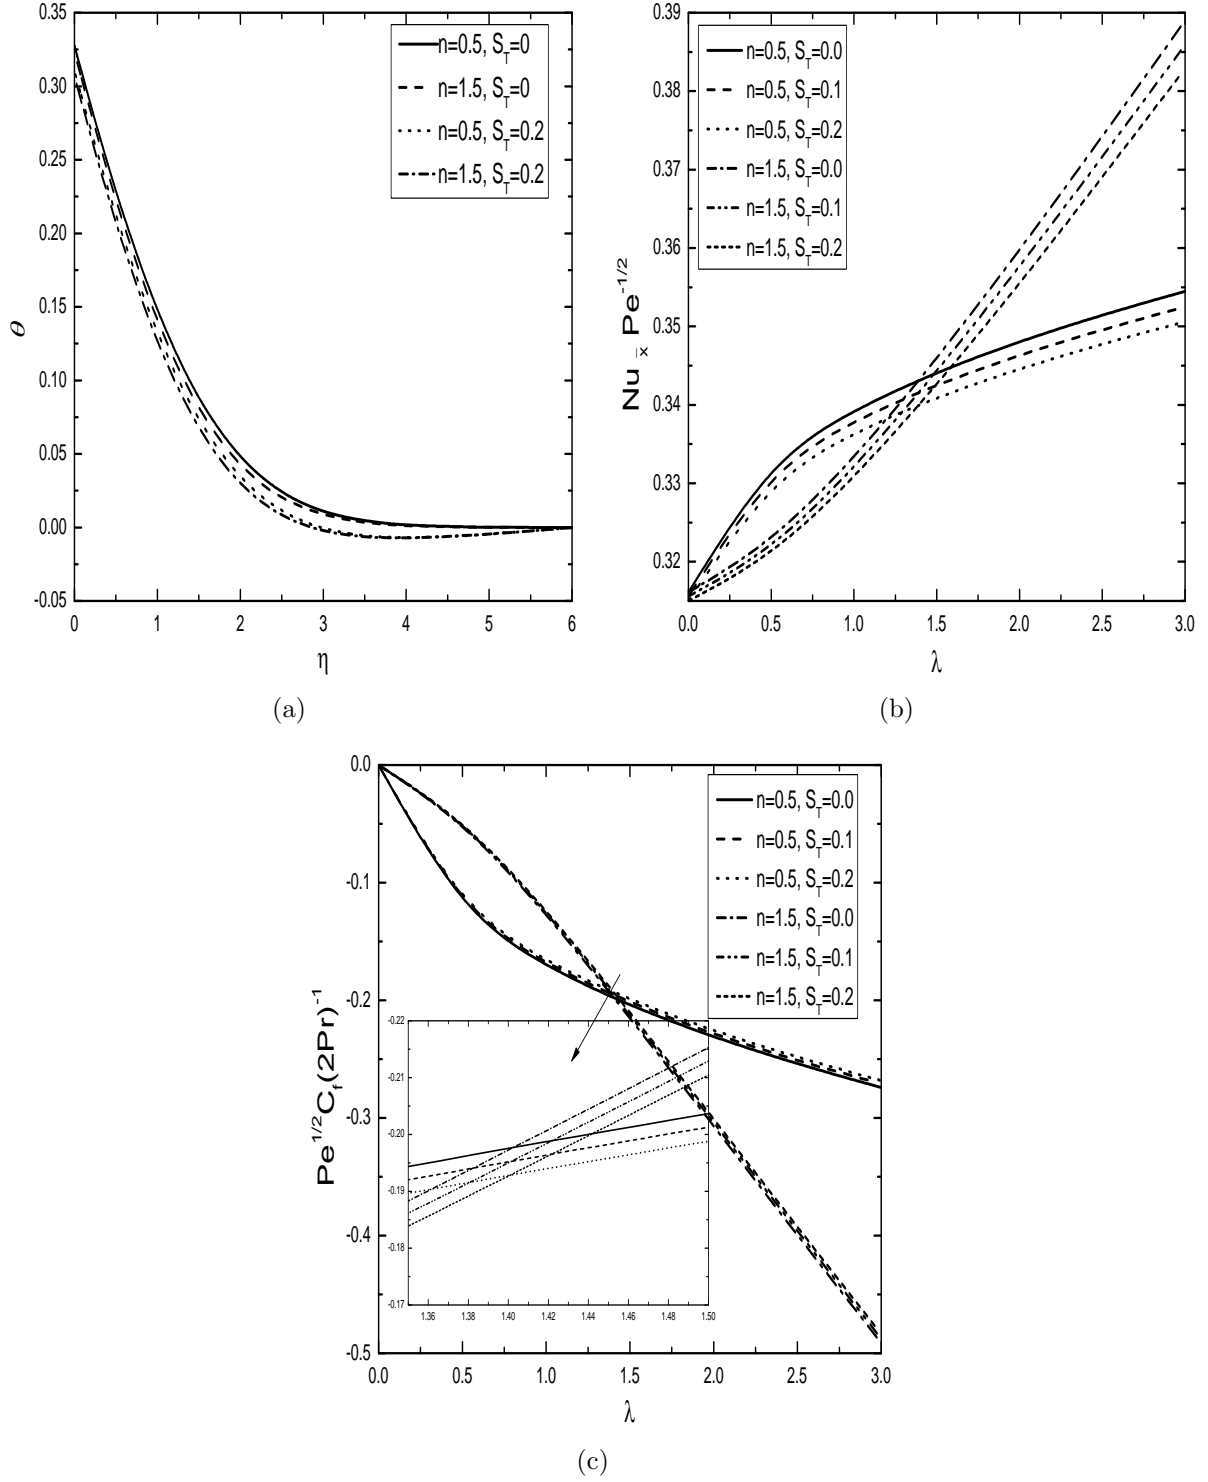 0.35
0.30
0.25
0.20
0.15
0.10
0.05
0.00
-0.05
θ
0 1 2 3 4 5 6
η
n=0.5, S_T=0
n=1.5, S_T=0
n=0.5, S_T=0.2
n=1.5, S_T=0.2
(a)
0.39
0.38
0.37
0.36
0.35
0.34
0.33
0.32
Nu_x̄ Pe^-1/2
0.0 0.5 1.0 1.5 2.0 2.5 3.0
λ
n=0.5, S_T=0.0
n=0.5, S_T=0.1
n=0.5, S_T=0.2
n=1.5, S_T=0.0
n=1.5, S_T=0.1
n=1.5, S_T=0.2
(b)
0.0
-0.1
-0.2
-0.3
-0.4
-0.5
Pe^1/2 C_f (2Pr)^-1
0.0 0.5 1.0 1.5 2.0 2.5 3.0
λ
n=0.5, S_T=0.0
n=0.5, S_T=0.1
n=0.5, S_T=0.2
n=1.5, S_T=0.0
n=1.5, S_T=0.1
n=1.5, S_T=0.2
-0.22
-0.21
-0.20
-0.19
-0.18
-0.17
1.36 1.38 1.40 1.42 1.44 1.46 1.48 1.50
(c)